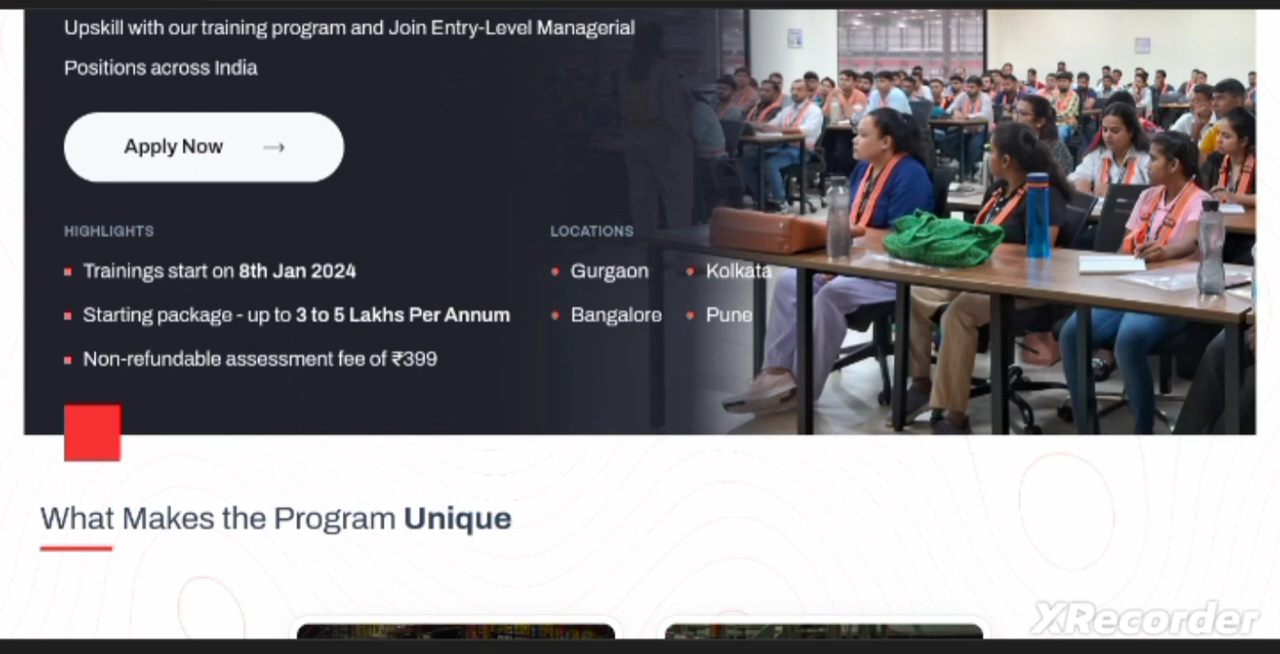 Upskill with our training program and Join Entry-Level Managerial
Positions across India
Apply Now →
HIGHLIGHTS
Trainings start on 8th Jan 2024
Starting package - up to 3 to 5 Lakhs Per Annum
Non-refundable assessment fee of ₹399
LOCATIONS
Gurgaon
Kolkata
Bangalore
Pune
What Makes the Program Unique
XRecorder